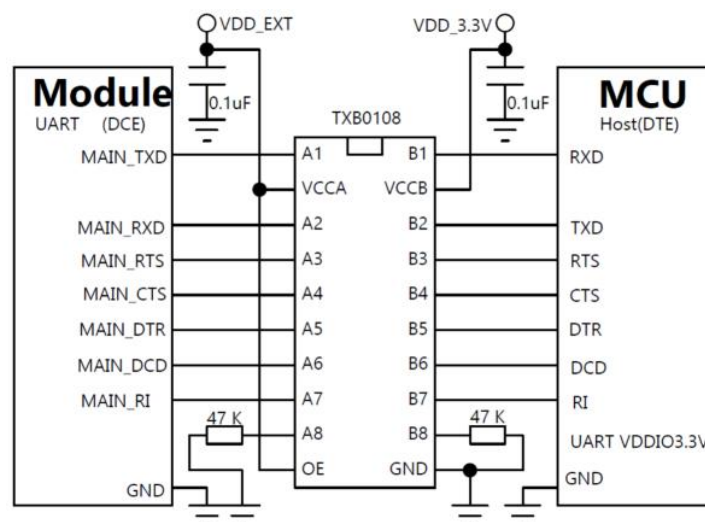 VDD_EXT
VDD_3.3V
Module
UART (DCE)
0.1uF
TXB0108
0.1uF
MCU
Host(DTE)
MAIN_TXD A1 B1 RXD
VCCA VCCB
MAIN_RXD A2 B2 TXD
MAIN_RTS A3 B3 RTS
MAIN_CTS A4 B4 CTS
MAIN_DTR A5 B5 DTR
MAIN_DCD A6 B6 DCD
MAIN_RI A7 B7 RI
47 K A8 B8 47 K
UART VDDIO3.3V
OE GND
GND GND